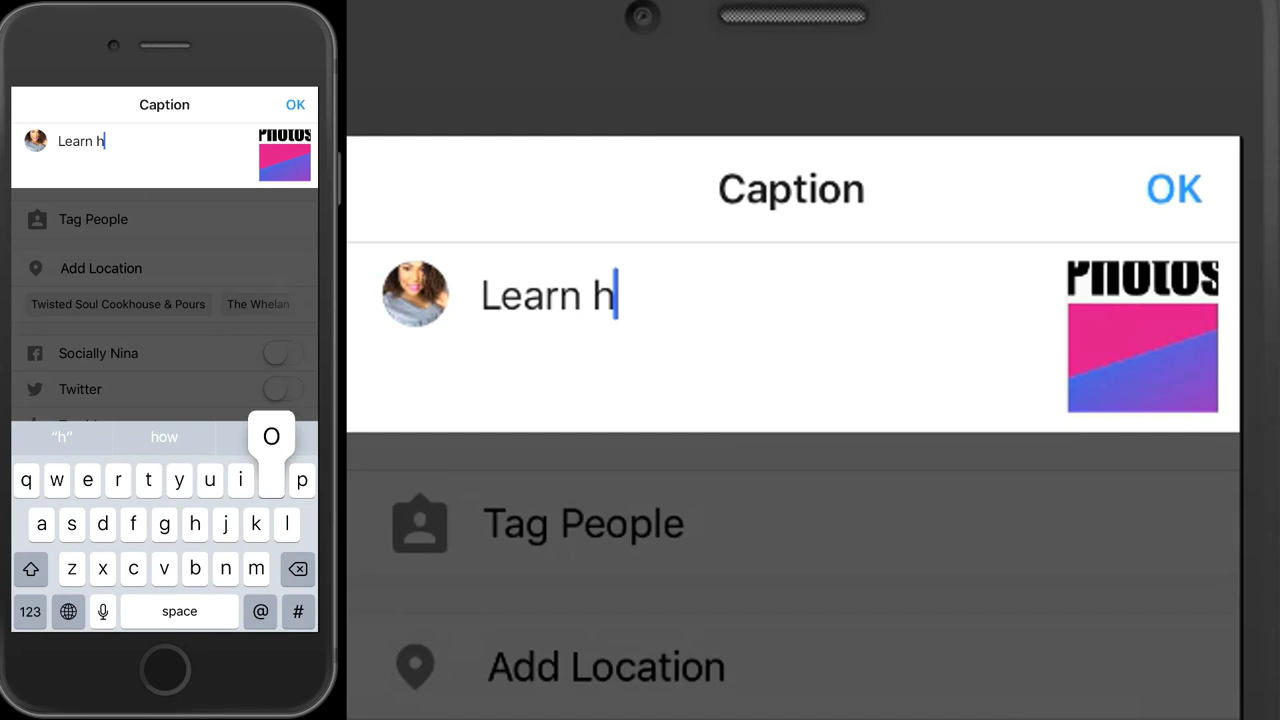 Caption OK
Learn h
PHOTOS
Tag People
Add Location
Twisted Soul Cookhouse & Pours The Whelan
Socially Nina
Twitter
"h" how
O
q w e r t y u i p
a s d f g h j k l
z x c v b n m
123 space @ #
Caption OK
Learn h
PHOTOS
Tag People
Add Location